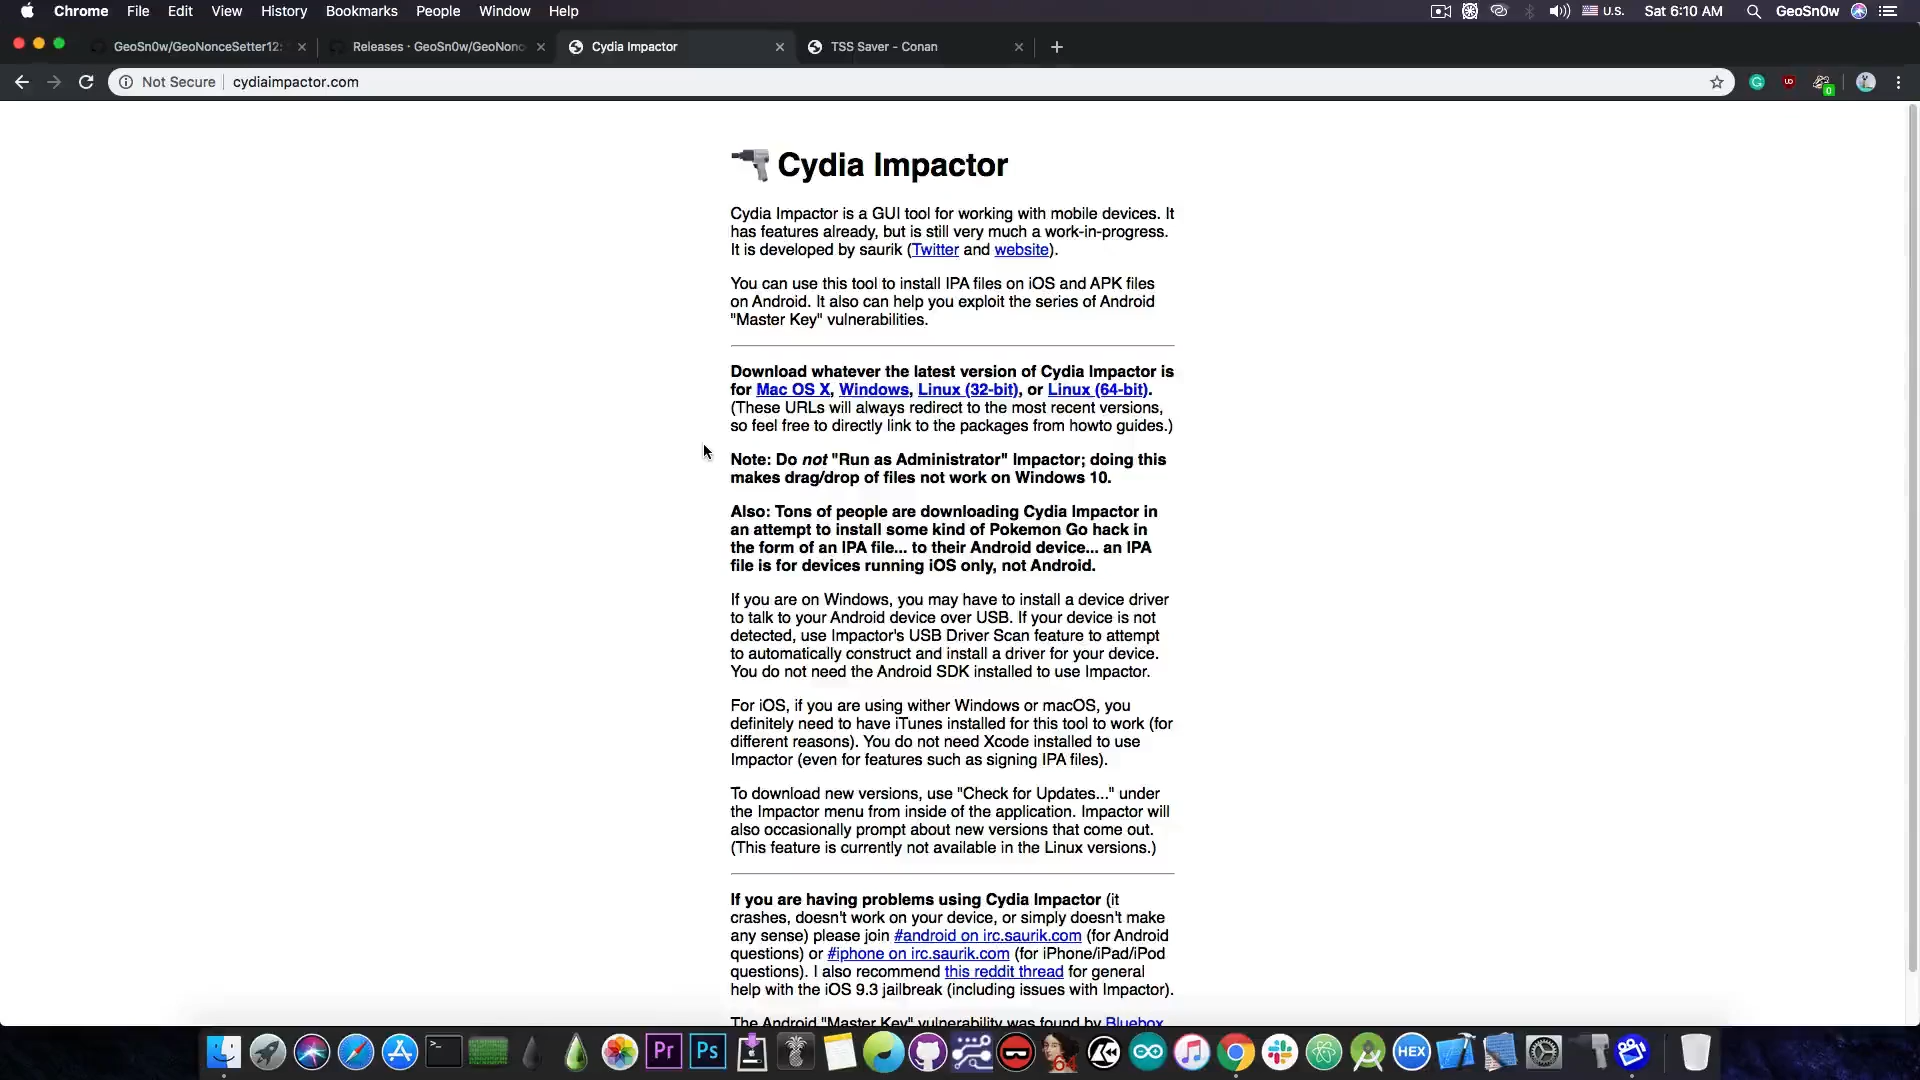 Chrome File Edit View History Bookmarks People Window Help U.S. Sat 6:10 AM GeoSn0w
GeoSn0w/GeoNonceSetter12: Releases · GeoSn0w/GeoNonc Cydia Impactor TSS Saver - Conan
Not Secure cydiaimpactor.com 0
Cydia Impactor
Cydia Impactor is a GUI tool for working with mobile devices. It
has features already, but is still very much a work-in-progress.
It is developed by saurik (Twitter and website).
You can use this tool to install IPA files on iOS and APK files
on Android. It also can help you exploit the series of Android
"Master Key" vulnerabilities.
Download whatever the latest version of Cydia Impactor is
for Mac OS X, Windows, Linux (32-bit), or Linux (64-bit).
(These URLs will always redirect to the most recent versions,
so feel free to directly link to the packages from howto guides.)
Note: Do not "Run as Administrator" Impactor; doing this
makes drag/drop of files not work on Windows 10.
Also: Tons of people are downloading Cydia Impactor in
an attempt to install some kind of Pokemon Go hack in
the form of an IPA file... to their Android device... an IPA
file is for devices running iOS only, not Android.
If you are on Windows, you may have to install a device driver
to talk to your Android device over USB. If your device is not
detected, use Impactor's USB Driver Scan feature to attempt
to automatically construct and install a driver for your device.
You do not need the Android SDK installed to use Impactor.
For iOS, if you are using wither Windows or macOS, you
definitely need to have iTunes installed for this tool to work (for
different reasons). You do not need Xcode installed to use
Impactor (even for features such as signing IPA files).
To download new versions, use "Check for Updates..." under
the Impactor menu from inside of the application. Impactor will
also occasionally prompt about new versions that come out.
(This feature is currently not available in the Linux versions.)
If you are having problems using Cydia Impactor (it
crashes, doesn't work on your device, or simply doesn't make
any sense) please join #android on irc.saurik.com (for Android
questions) or #iphone on irc.saurik.com (for iPhone/iPad/iPod
questions). I also recommend this reddit thread for general
help with the iOS 9.3 jailbreak (including issues with Impactor).
The Android "Master Key" vulnerability was found by Bluebox
Pr Ps 64 HEX